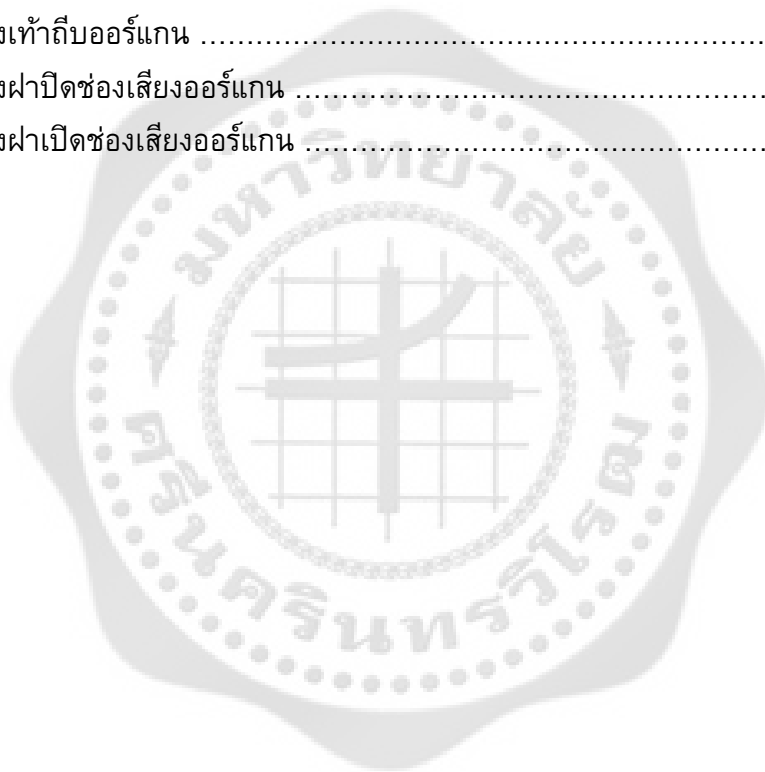 งเท้าถีบออร์แกน ........................................................................
งฝาปิดช่องเสียงออร์แกน ............................................................
งฝาเปิดช่องเสียงออร์แกน ...........................................................
มหาวิทยาลัย
ศรีนครินทรวิโรฒ